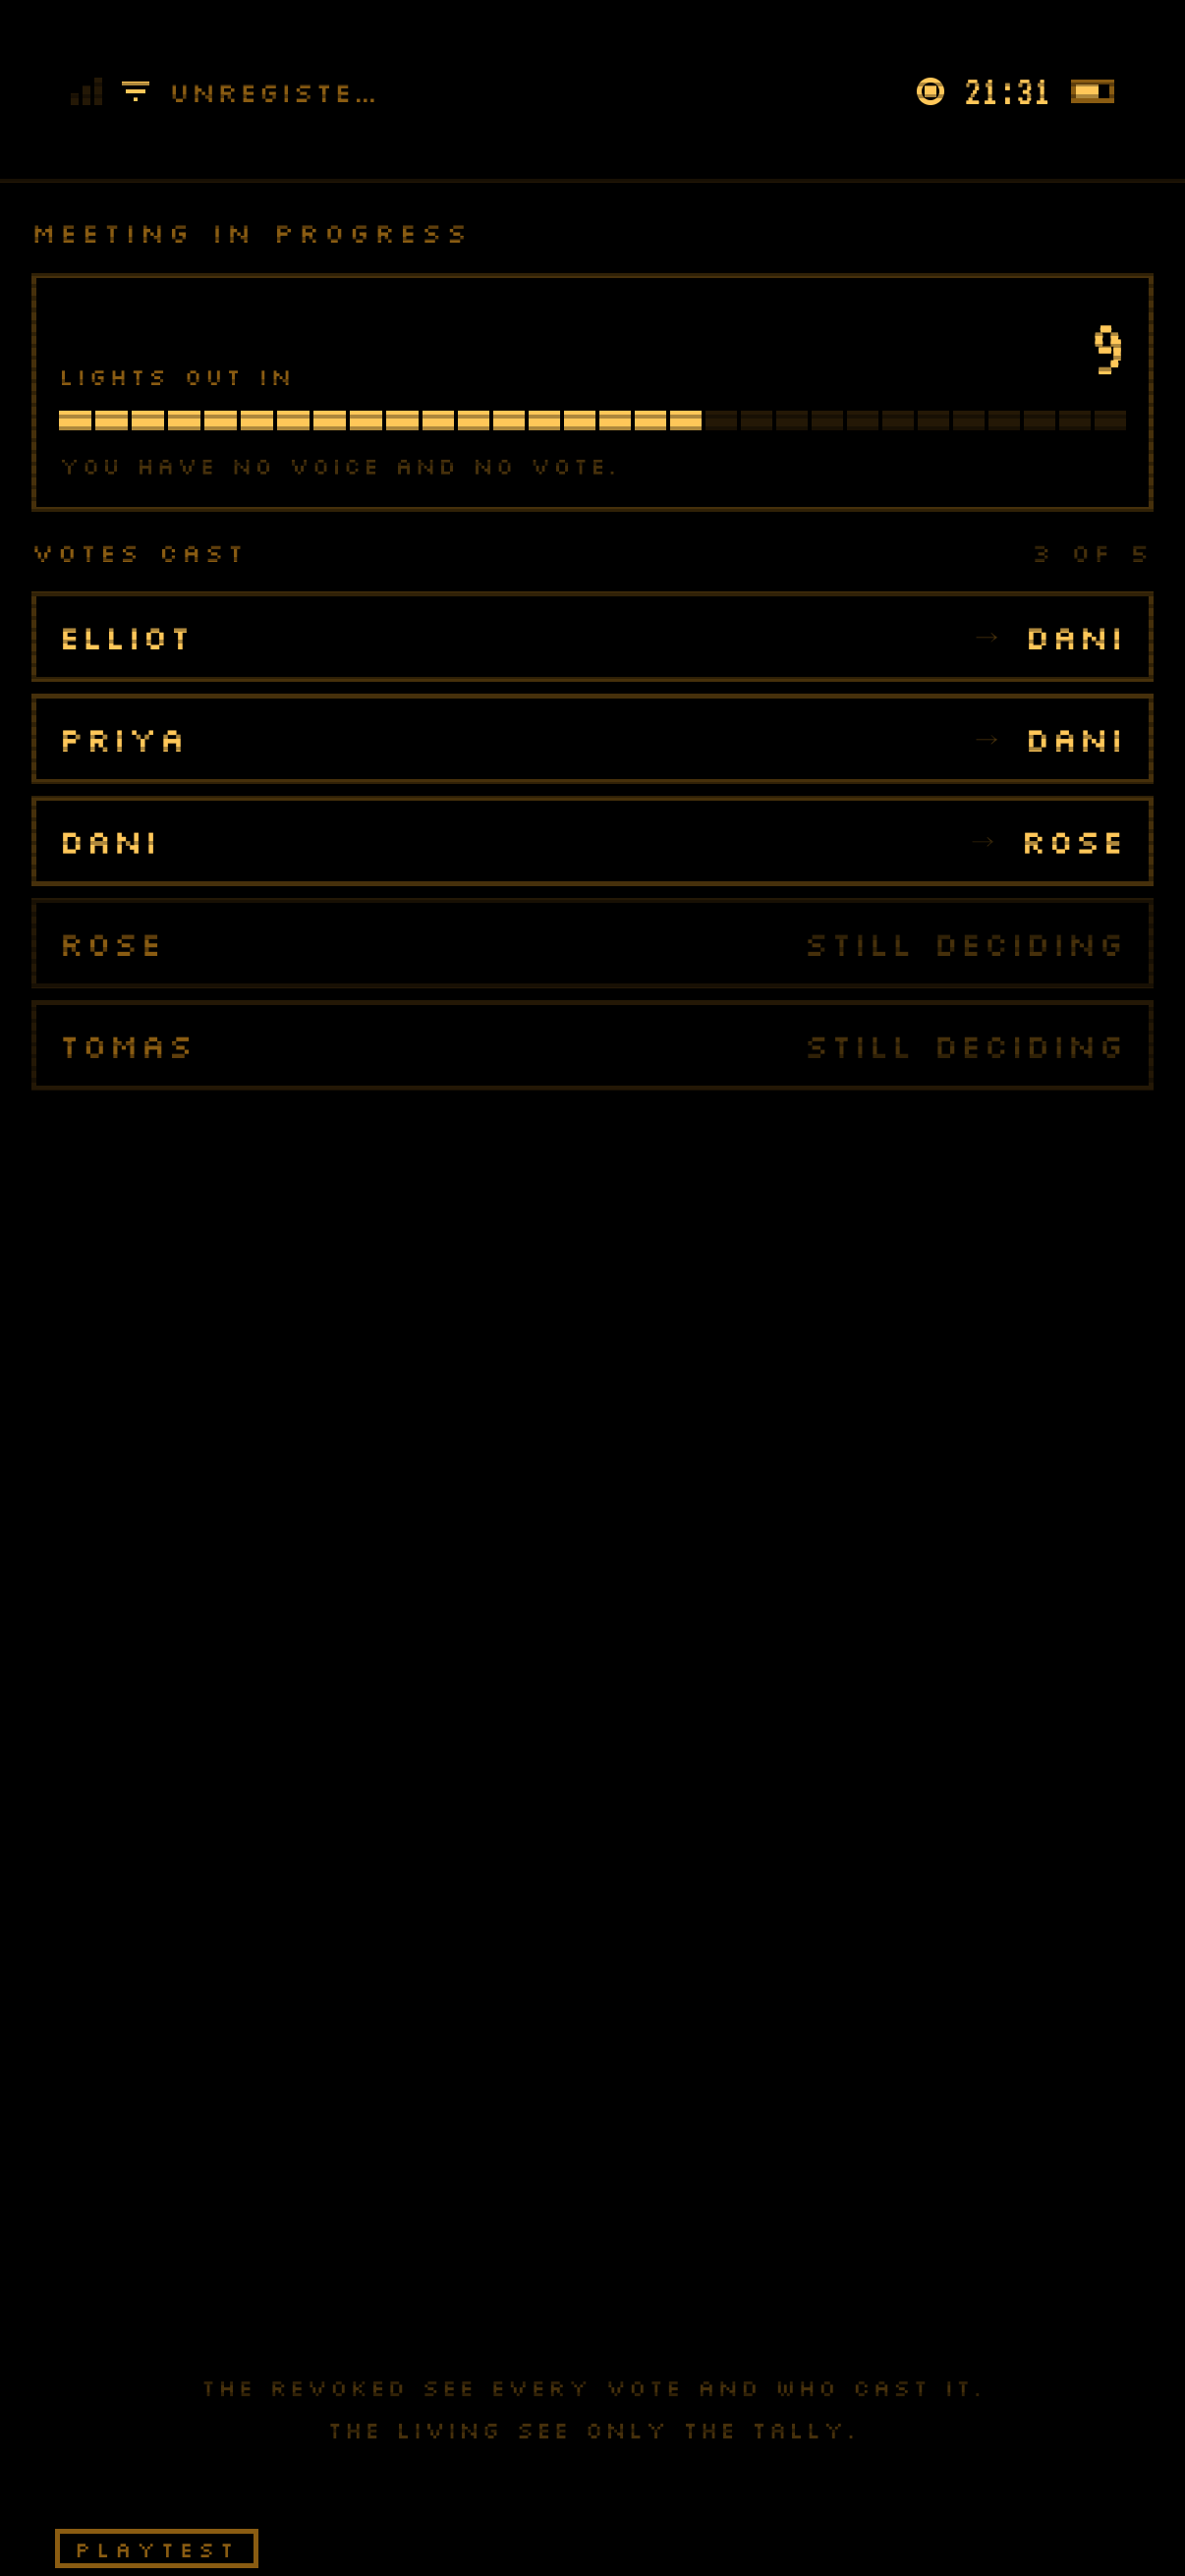 UNREGISTE… 21:31
MEETING IN PROGRESS
9
LIGHTS OUT IN
YOU HAVE NO VOICE AND NO VOTE.
VOTES CAST 3 OF 5
ELLIOT → DANI
PRIYA → DANI
DANI → ROSE
ROSE STILL DECIDING
TOMAS STILL DECIDING
THE REVOKED SEE EVERY VOTE AND WHO CAST IT.
THE LIVING SEE ONLY THE TALLY.
PLAYTEST